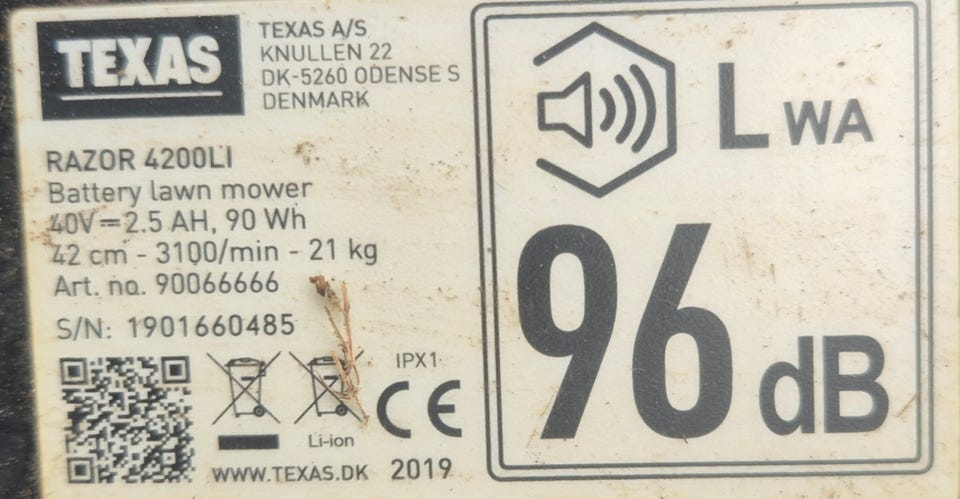 TEXAS
TEXAS A/S
KNULLEN 22
DK-5260 ODENSE S
DENMARK
RAZOR 4200LI
Battery lawn mower
40V⎓2.5 AH, 90 Wh
42 cm - 3100/min - 21 kg
Art. no. 90066666
S/N: 1901660485
IPX1
CE
Li-ion
WWW.TEXAS.DK 2019
LWA
96 dB